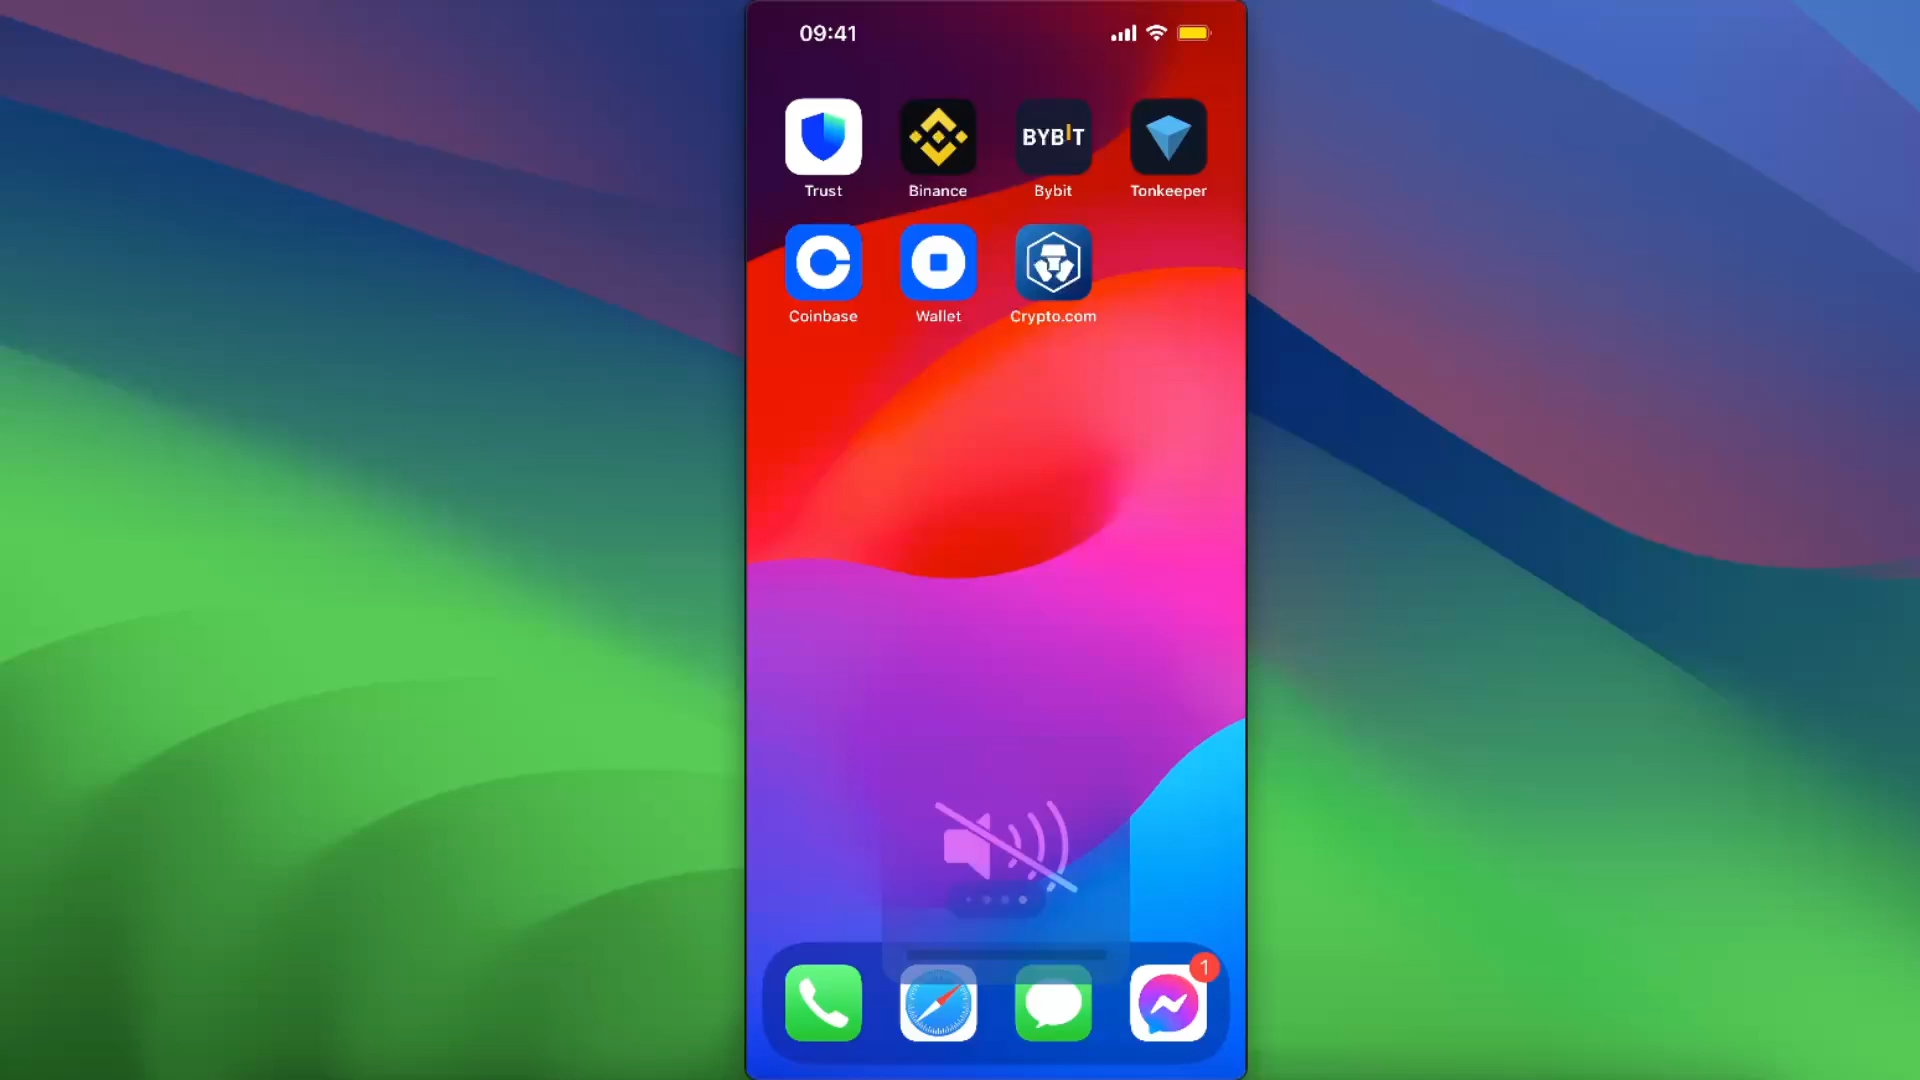 09:41
BYBIT
Trust Binance Bybit Tonkeeper
Coinbase Wallet Crypto.com
1